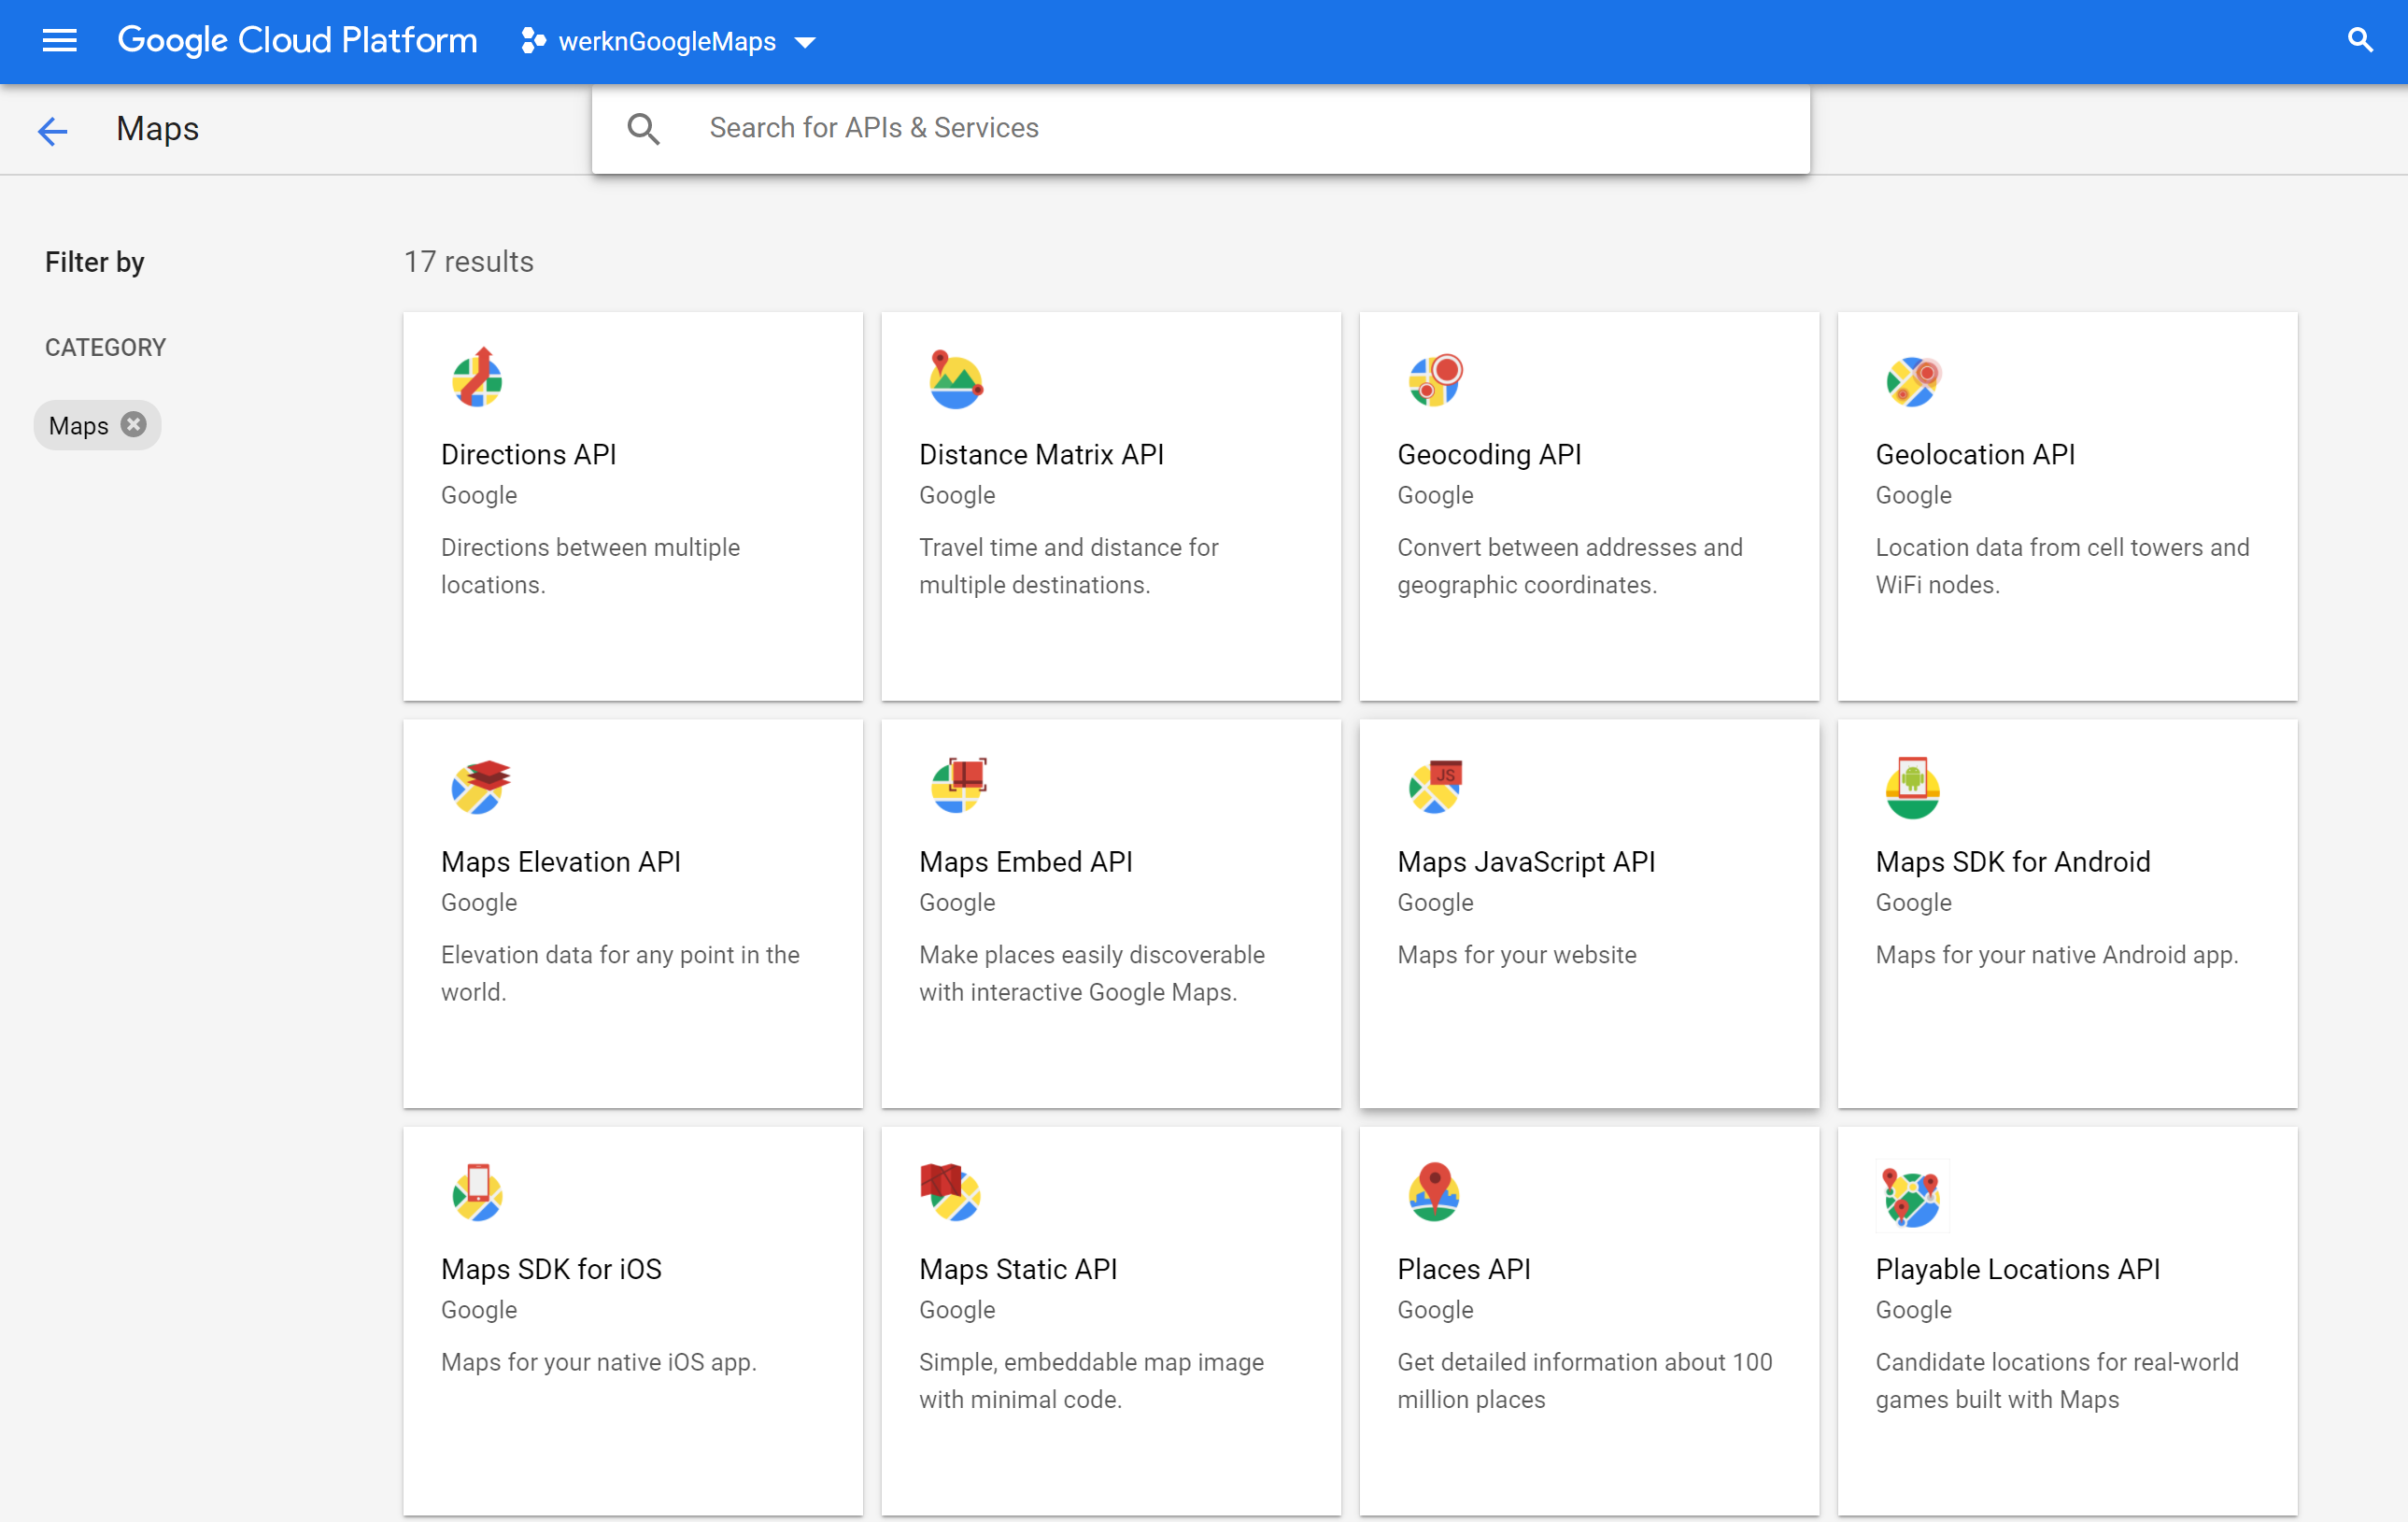 Google Cloud Platform
werknGoogleMaps
Maps
Search for APIs & Services
Filter by
17 results
CATEGORY
Maps
Directions API
Google
Directions between multiple
locations.
Distance Matrix API
Google
Travel time and distance for
multiple destinations.
Geocoding API
Google
Convert between addresses and
geographic coordinates.
Geolocation API
Google
Location data from cell towers and
WiFi nodes.
Maps Elevation API
Google
Elevation data for any point in the
world.
Maps Embed API
Google
Make places easily discoverable
with interactive Google Maps.
JS
Maps JavaScript API
Google
Maps for your website
Maps SDK for Android
Google
Maps for your native Android app.
Maps SDK for iOS
Google
Maps for your native iOS app.
Maps Static API
Google
Simple, embeddable map image
with minimal code.
Places API
Google
Get detailed information about 100
million places
Playable Locations API
Google
Candidate locations for real-world
games built with Maps